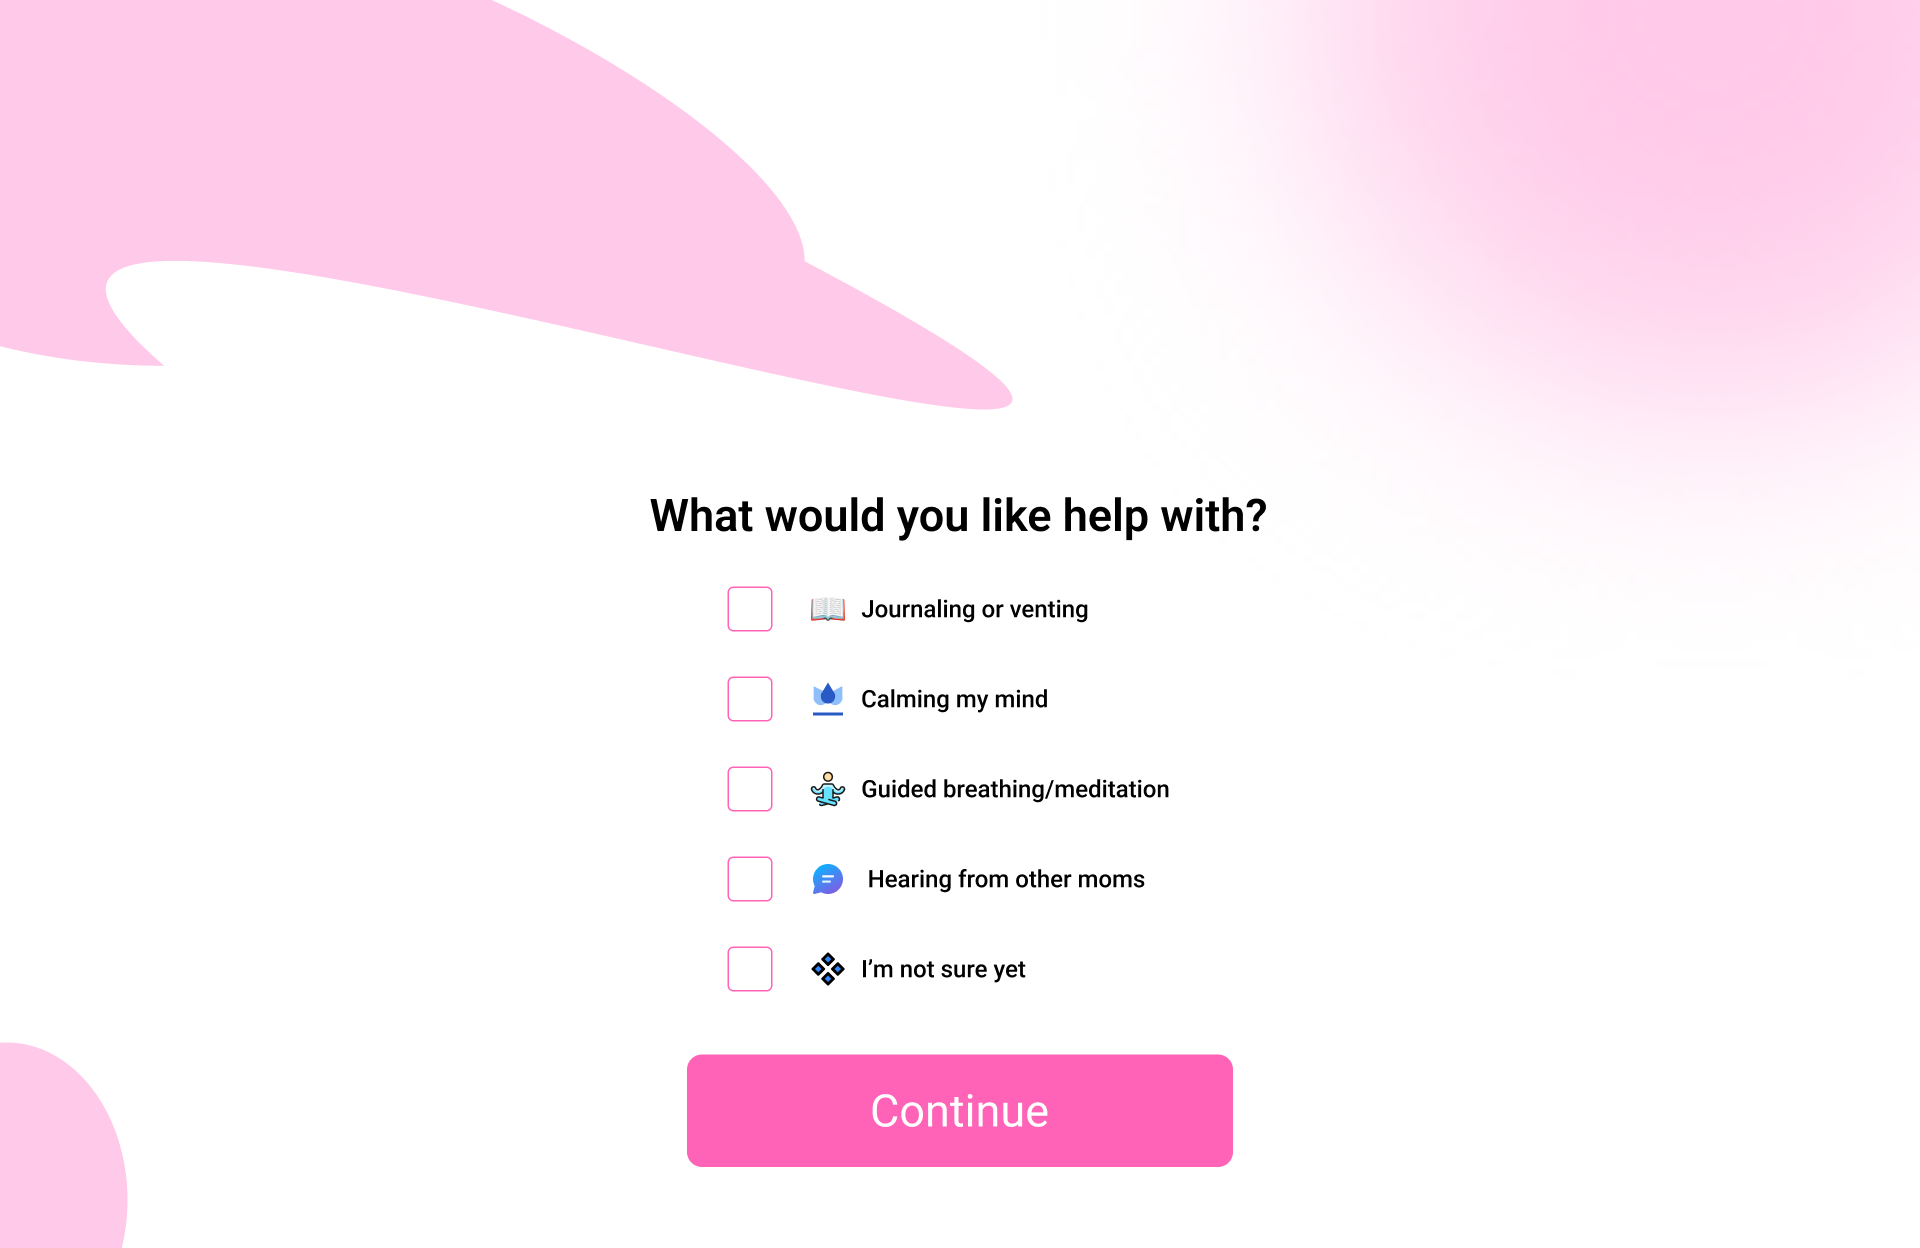 What would you like help with?
Journaling or venting
Calming my mind
Guided breathing/meditation
Hearing from other moms
I’m not sure yet
Continue